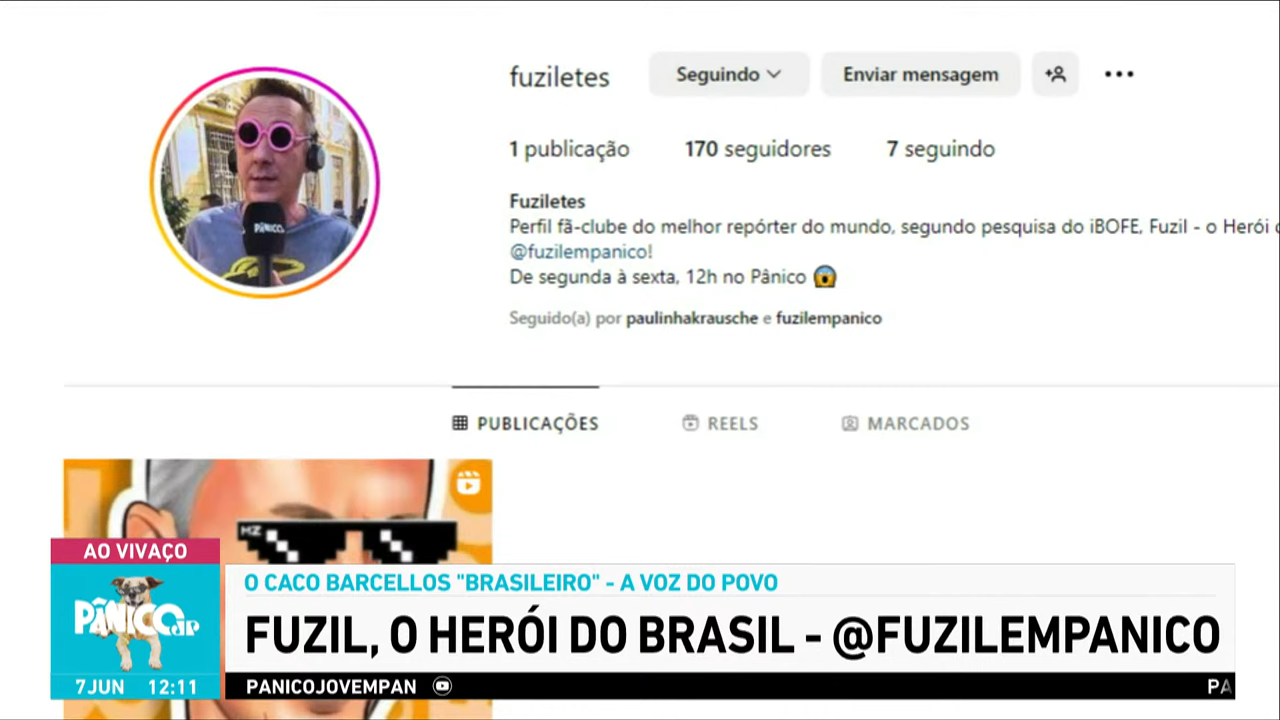 fuziletes
Seguindo
Enviar mensagem
1 publicação
170 seguidores
7 seguindo
Fuziletes
Perfil fã-clube do melhor repórter do mundo, segundo pesquisa do iBOFE, Fuzil - o Herói
@fuzilempanico!
De segunda à sexta, 12h no Pânico 😱
Seguido(a) por paulinhakrausche e fuzilempanico
PUBLICAÇÕES
REELS
MARCADOS
PÂNICO
MZ
AO VIVAÇO
O CACO BARCELLOS "BRASILEIRO" - A VOZ DO POVO
PÂNICO JP
FUZIL, O HERÓI DO BRASIL - @FUZILEMPANICO
7JUN 12:11
PANICOJOVEMPAN
PA